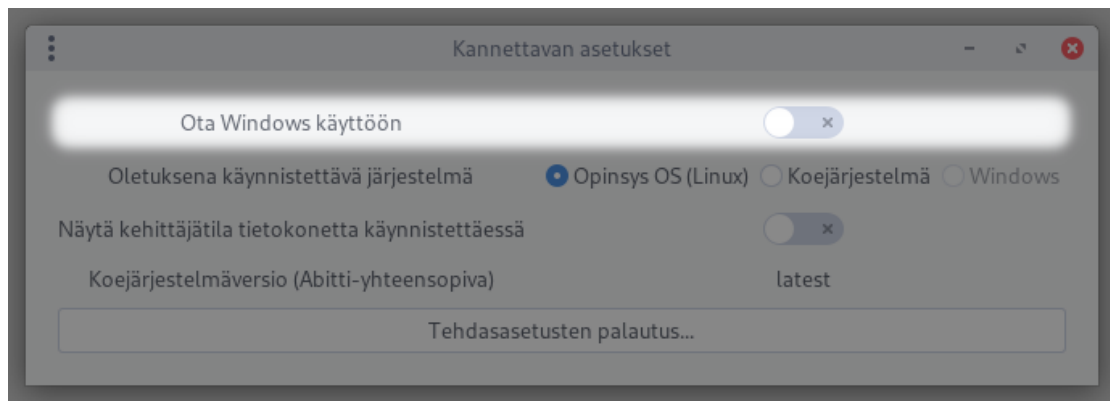 Kannettavan asetukset
Ota Windows käyttöön
Oletuksena käynnistettävä järjestelmä Opinsys OS (Linux) Koejärjestelmä Windows
Näytä kehittäjätila tietokonetta käynnistettäessä
Koejärjestelmäversio (Abitti-yhteensopiva) latest
Tehdasasetusten palautus...